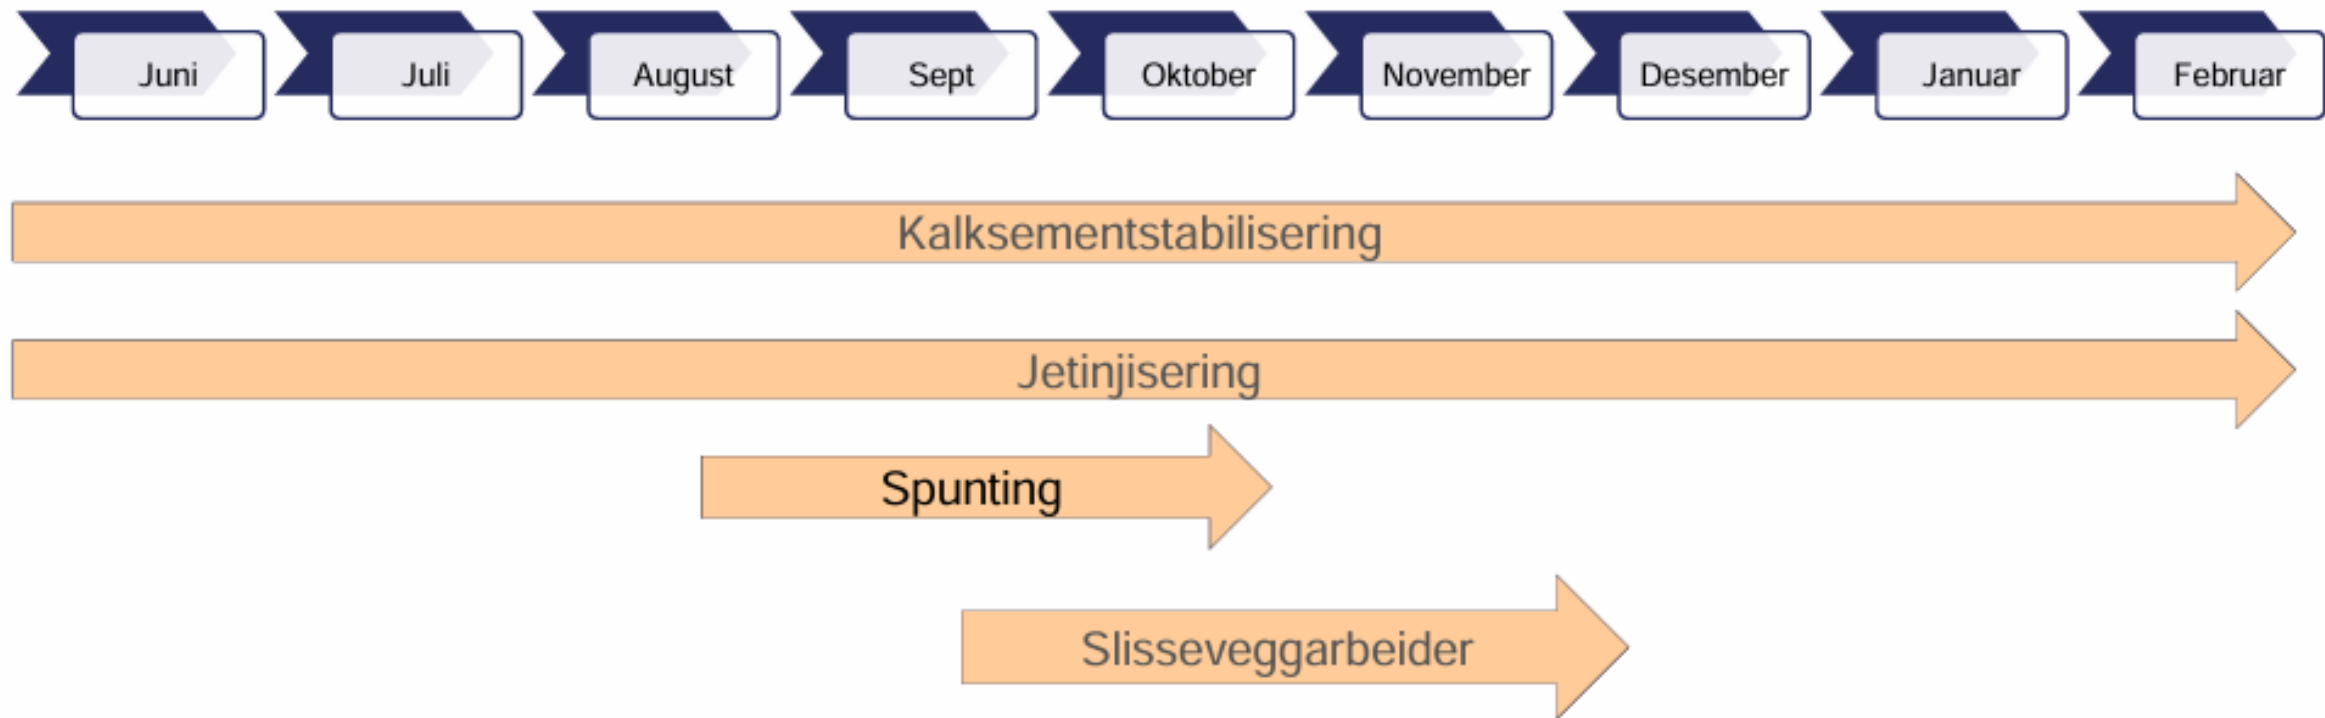 Juni Juli August Sept Oktober November Desember Januar Februar
Kalksementstabilisering
Jetinjisering
Spunting
Slisseveggarbeider